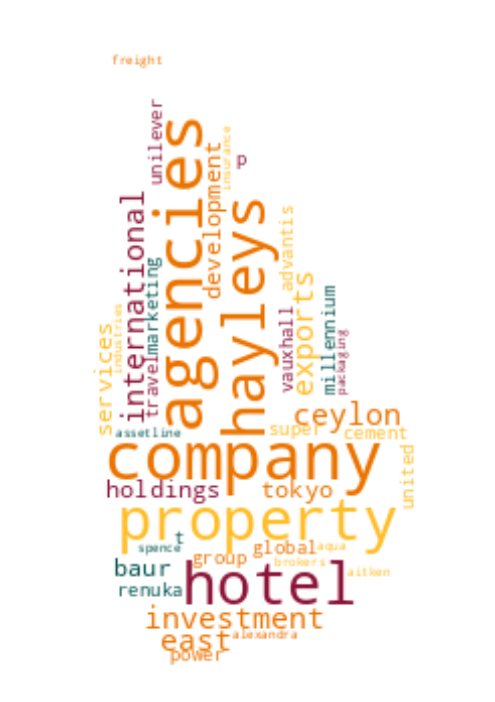 freight
unilever
agencies
insurance
development
p
international
hayleys
advantis
marketing
exports
millennium
travel
industries
services
vauxhall
packaging
ceylon
assetline
super
cement
company
united
holdings
tokyo
property
t
spence
global
aqua
group
brokers
baur
hotel
aitken
renuka
investment
east
alexandra
power